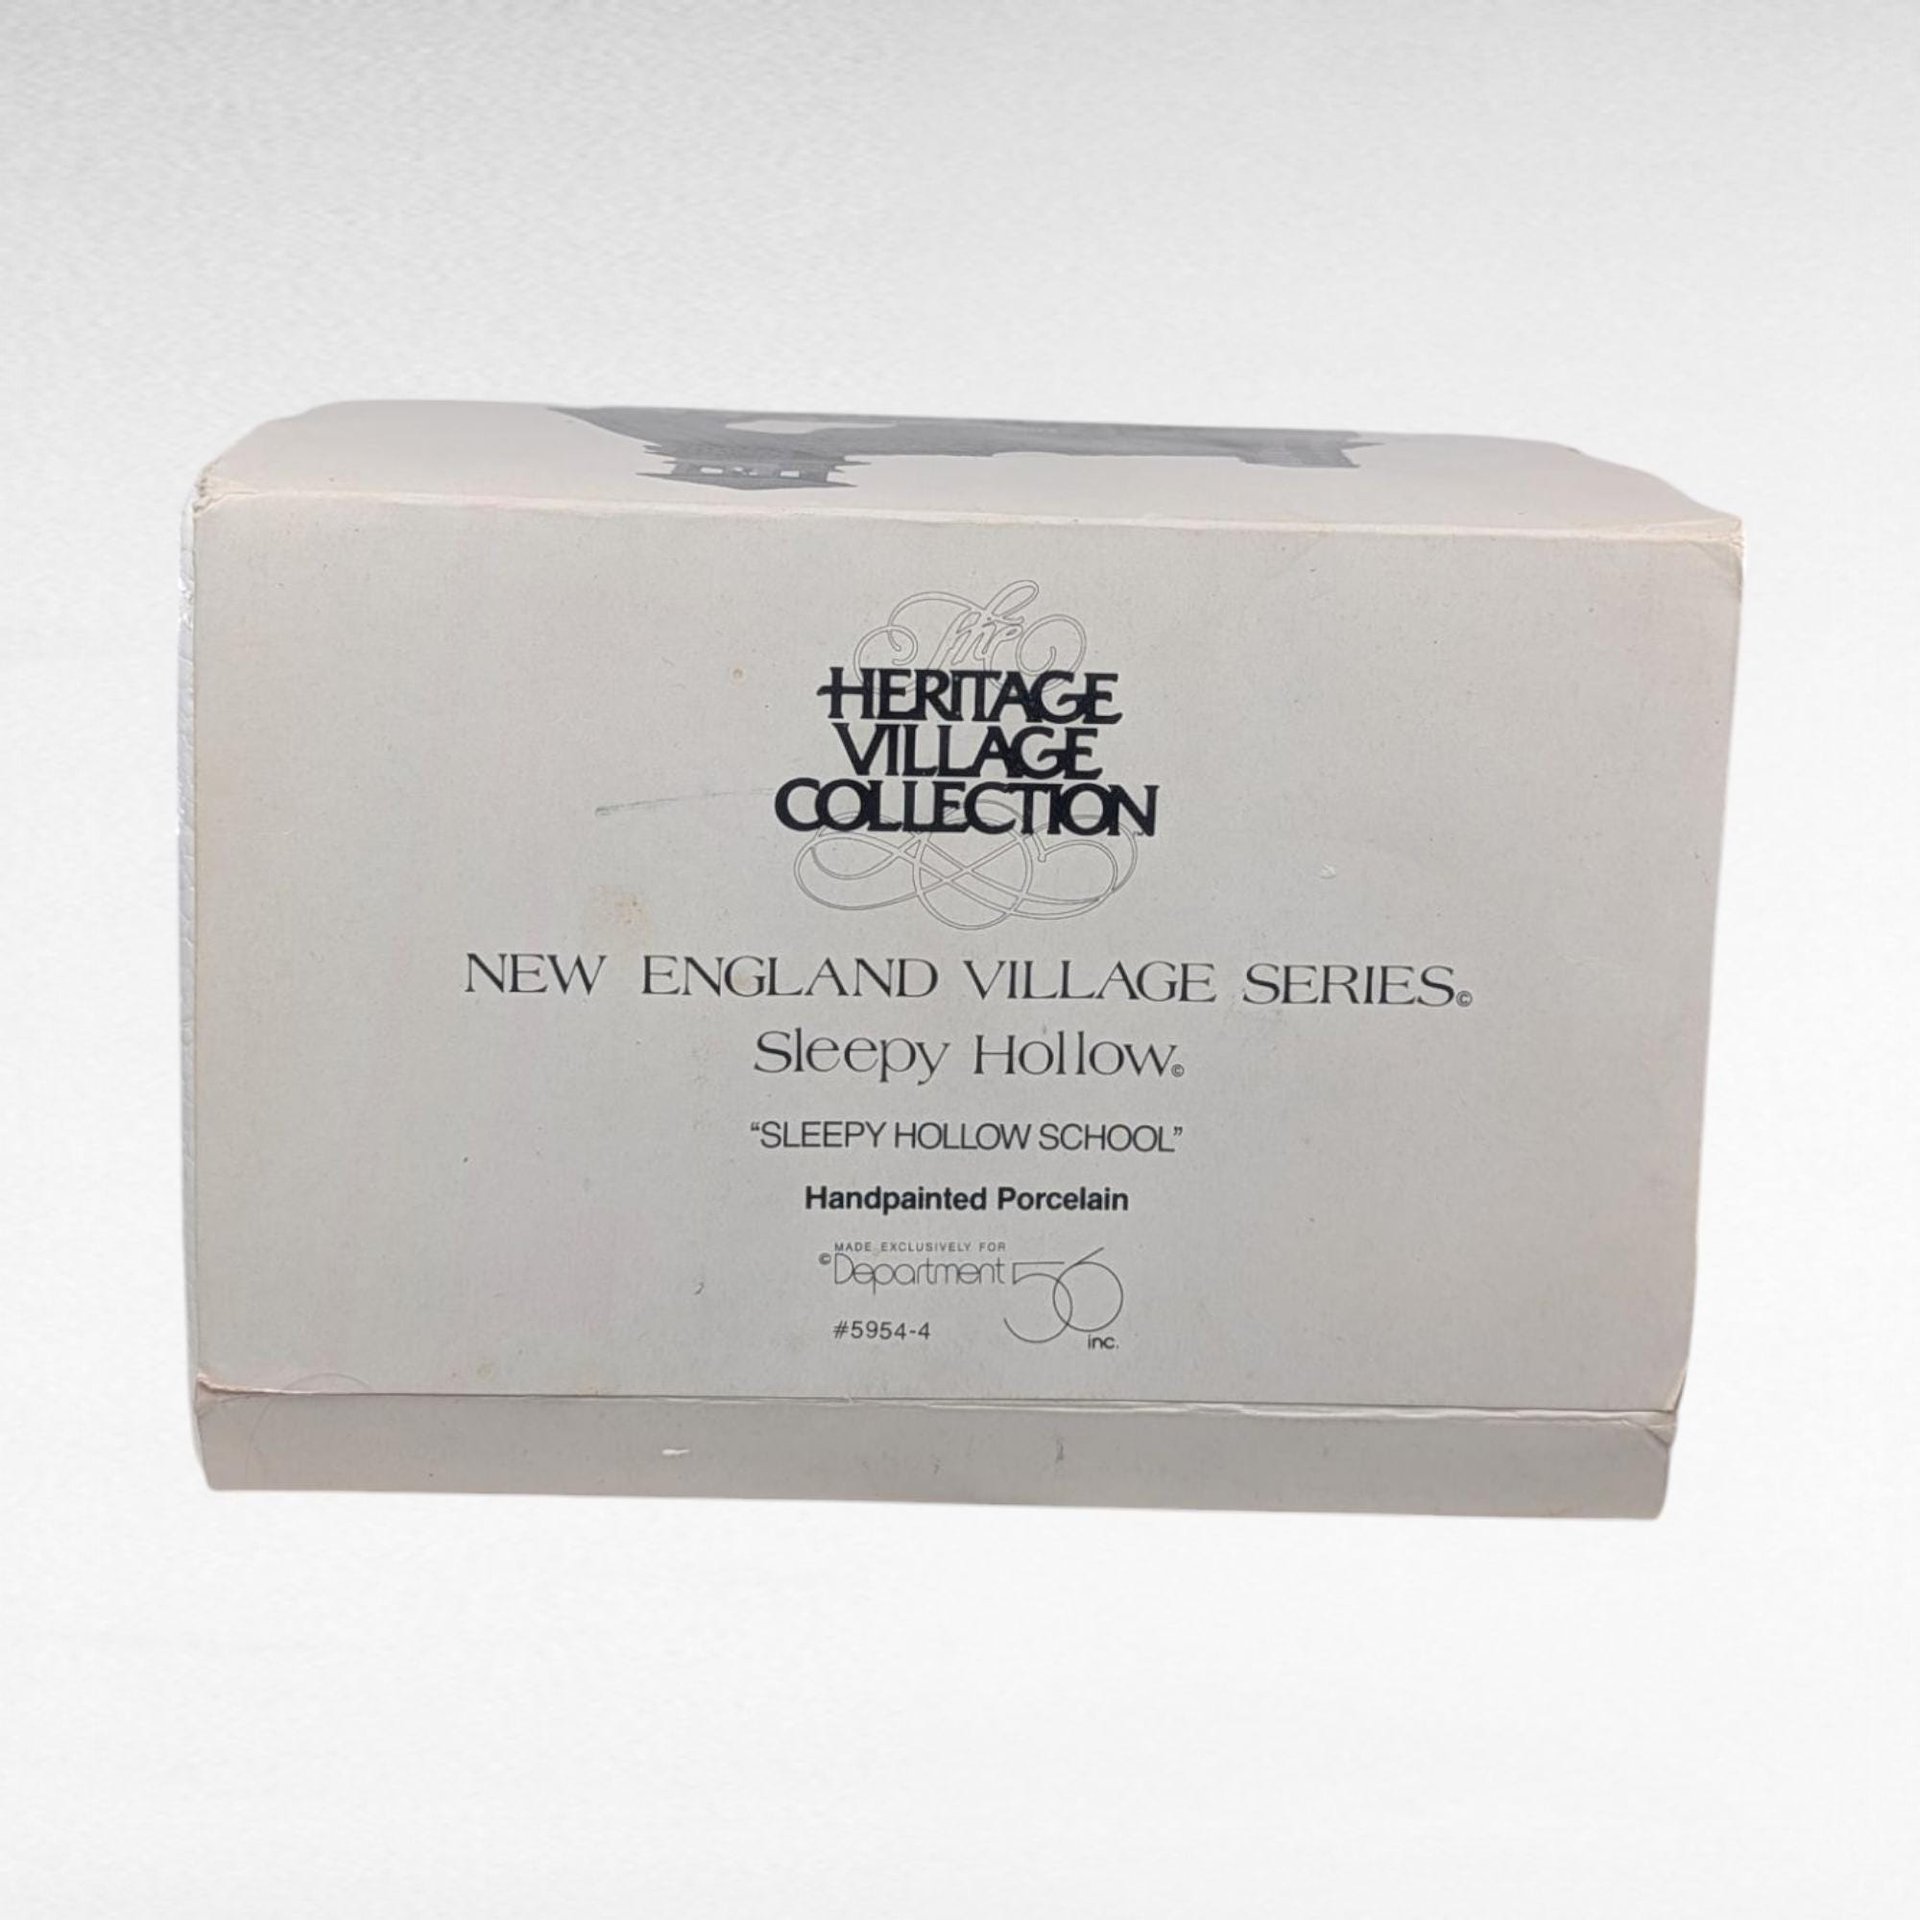 The
HERITAGE
VILLAGE
COLLECTION™
NEW ENGLAND VILLAGE SERIES©
Sleepy Hollow©
“SLEEPY HOLLOW SCHOOL”
Handpainted Porcelain
MADE EXCLUSIVELY FOR
©Department 56 inc.
#5954-4